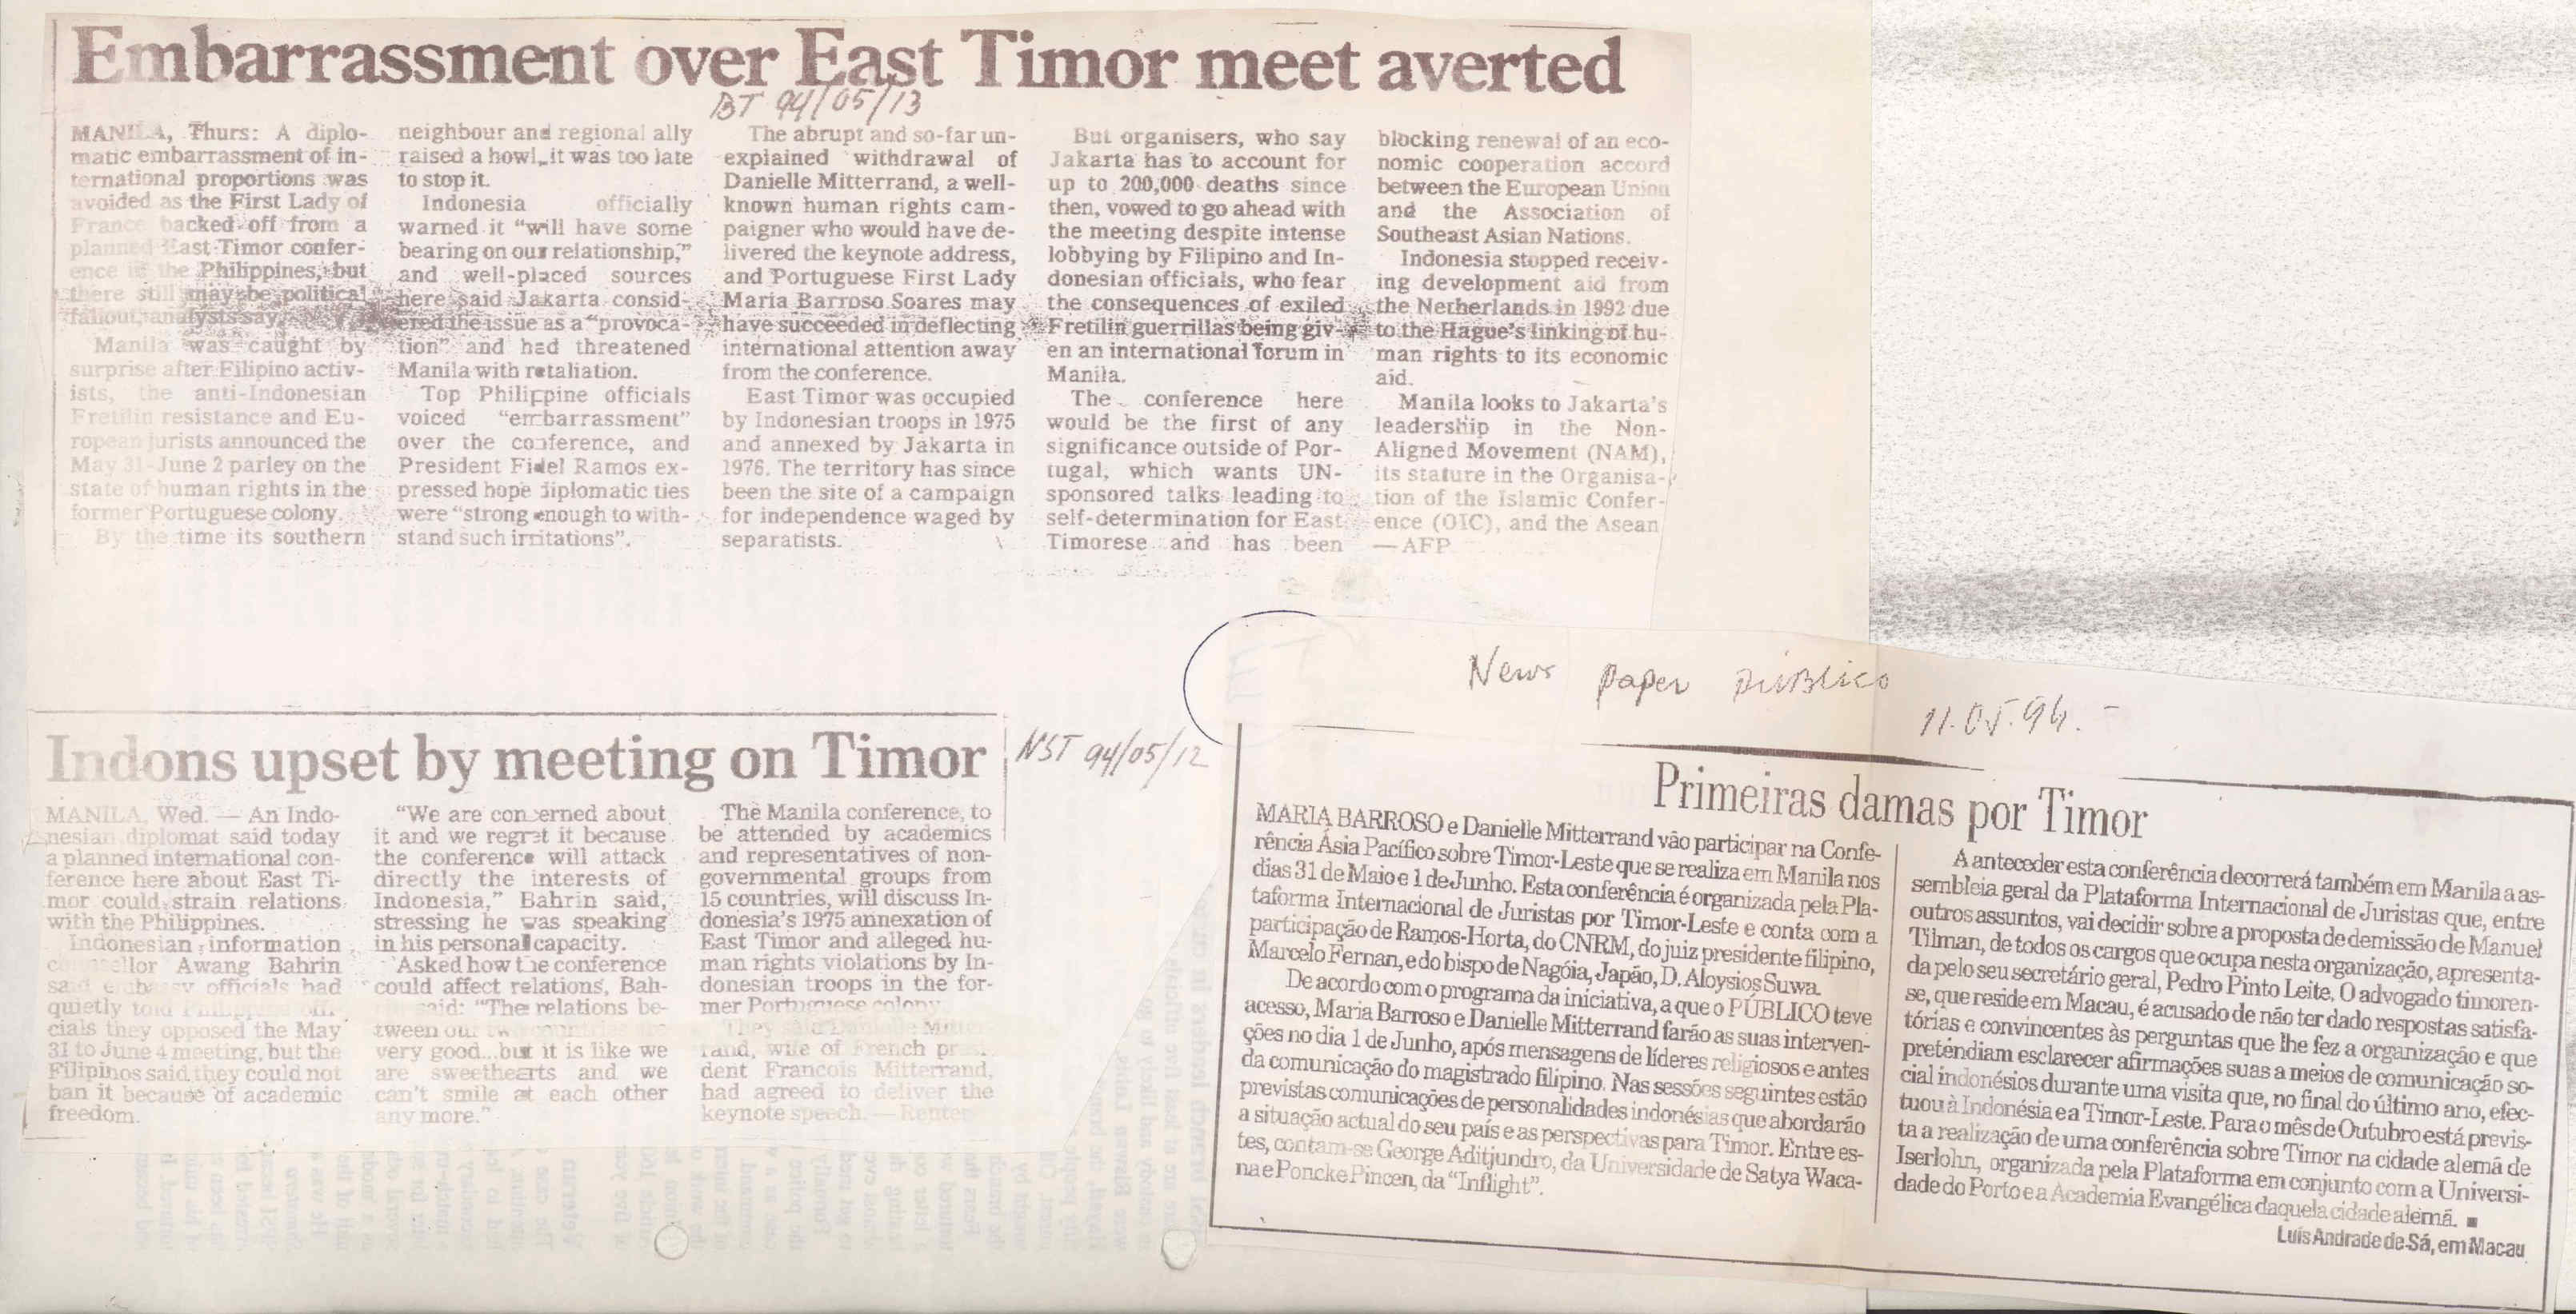 Embarrassment over East Timor meet averted
BT 94/05/13
MANILA, Thurs: A diplo-
matic embarrassment of in-
ternational proportions was
avoided as the First Lady of
France backed off from a
planned East Timor confer-
ence in the Philippines, but
there still may be political
fallout, analysts say.
Manila was caught by
surprise after Filipino activ-
ists, the anti-Indonesian
Fretilin resistance and Eu-
ropean jurists announced the
May 31-June 2 parley on the
state of human rights in the
former Portuguese colony.
By the time its southern
neighbour and regional ally
raised a howl, it was too late
to stop it.
Indonesia officially
warned it “will have some
bearing on our relationship,”
and well-placed sources
here said Jakarta consid-
ered the issue as a “provoca-
tion” and had threatened
Manila with retaliation.
Top Philippine officials
voiced “embarrassment”
over the conference, and
President Fidel Ramos ex-
pressed hope diplomatic ties
were “strong enough to with-
stand such irritations”.
The abrupt and so-far un-
explained withdrawal of
Danielle Mitterrand, a well-
known human rights cam-
paigner who would have de-
livered the keynote address,
and Portuguese First Lady
Maria Barroso Soares may
have succeeded in deflecting
international attention away
from the conference.
East Timor was occupied
by Indonesian troops in 1975
and annexed by Jakarta in
1976. The territory has since
been the site of a campaign
for independence waged by
separatists.
But organisers, who say
Jakarta has to account for
up to 200,000 deaths since
then, vowed to go ahead with
the meeting despite intense
lobbying by Filipino and In-
donesian officials, who fear
the consequences of exiled
Fretilin guerrillas being giv-
en an international forum in
Manila.
The conference here
would be the first of any
significance outside of Por-
tugal, which wants UN-
sponsored talks leading to
self-determination for East
Timorese and has been
blocking renewal of an eco-
nomic cooperation accord
between the European Union
and the Association of
Southeast Asian Nations.
Indonesia stopped receiv-
ing development aid from
the Netherlands in 1992 due
to the Hague's linking of hu-
man rights to its economic
aid.
Manila looks to Jakarta's
leadership in the Non-
Aligned Movement (NAM),
its stature in the Organisa-
tion of the Islamic Confer-
ence (OIC), and the Asean
— AFP
Indons upset by meeting on Timor
NST 94/05/12
MANILA, Wed. — An Indo-
nesian diplomat said today
a planned international con-
ference here about East Ti-
mor could strain relations
with the Philippines.
Indonesian information
counsellor Awang Bahrin
said embassy officials had
quietly told Philippine offi-
cials they opposed the May
31 to June 4 meeting, but the
Filipinos said they could not
ban it because of academic
freedom.
“We are concerned about
it and we regret it because
the conference will attack
directly the interests of
Indonesia,” Bahrin said,
stressing he was speaking
in his personal capacity.
Asked how the conference
could affect relations, Bah-
said: “The relations be-
tween our two countries are
very good...but it is like we
are sweethearts and we
can't smile at each other
any more.”
The Manila conference, to
be attended by academics
and representatives of non-
governmental groups from
15 countries, will discuss In-
donesia's 1975 annexation of
East Timor and alleged hu-
man rights violations by In-
donesian troops in the for-
mer Portuguese colony.
They said Danielle Mitter-
rand, wife of French presi-
dent Francois Mitterrand,
had agreed to deliver the
keynote speech. — Reuter
News paper público
11.05.94.-
Primeiras damas por Timor
MARIA BARROSO e Danielle Mitterrand vão participar na Confe-
rência Ásia Pacífico sobre Timor-Leste que se realiza em Manila nos
dias 31 de Maio e 1 de Junho. Esta conferência é organizada pela Pla-
taforma Internacional de Juristas por Timor-Leste e conta com a
participação de Ramos-Horta, do CNRM, do juiz presidente filipino,
Marcelo Fernan, e do bispo de Nagóia, Japão, D. Aloysios Suwa.
De acordo com o programa da iniciativa, a que o PÚBLICO teve
acesso, Maria Barroso e Danielle Mitterrand farão as suas interven-
ções no dia 1 de Junho, após mensagens de líderes religiosos e antes
da comunicação do magistrado filipino. Nas sessões seguintes estão
previstas comunicações de personalidades indonésias que abordarão
a situação actual do seu país e as perspectivas para Timor. Entre es-
tes, contam-se George Aditjundro, da Universidade de Satya Waca-
na e Poncke Pincen, da “Inflight”.
A anteceder esta conferência decorrerá também em Manila a as-
sembleia geral da Plataforma Internacional de Juristas que, entre
outros assuntos, vai decidir sobre a proposta de demissão de Manuel
Tilman, de todos os cargos que ocupa nesta organização, apresenta-
da pelo seu secretário geral, Pedro Pinto Leite. O advogado timoren-
se, que reside em Macau, é acusado de não ter dado respostas satisfa-
tórias e convincentes às perguntas que lhe fez a organização e que
pretendiam esclarecer afirmações suas a meios de comunicação so-
cial indonésios durante uma visita que, no final do último ano, efec-
tuou à Indonésia e a Timor-Leste. Para o mês de Outubro está previs-
ta a realização de uma conferência sobre Timor na cidade alemã de
Iserlohn, organizada pela Plataforma em conjunto com a Universi-
dade do Porto e a Academia Evangélica daquela cidade alemã. ■
Luís Andrade de Sá, em Macau